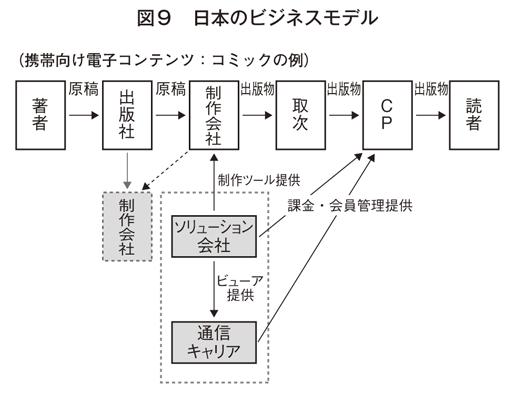 図９　日本のビジネスモデル
（携帯向け電子コンテンツ：コミックの例）
著者
原稿
出版社
原稿
制作会社
出版物
取次
出版物
CP
出版物
読者
制作会社
制作ツール提供
課金・会員管理提供
ソリューション
会社
ビューア
提供
通信
キャリア